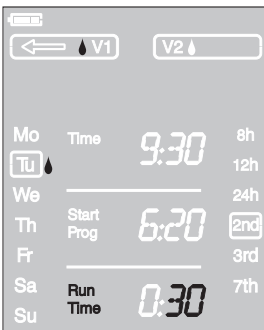 V1 V2
Mo Time 9:30 8h
Tu 12h
We 24h
Th Start Prog 6:20 2nd
Fr 3rd
Sa Run Time 0:30 7th
Su